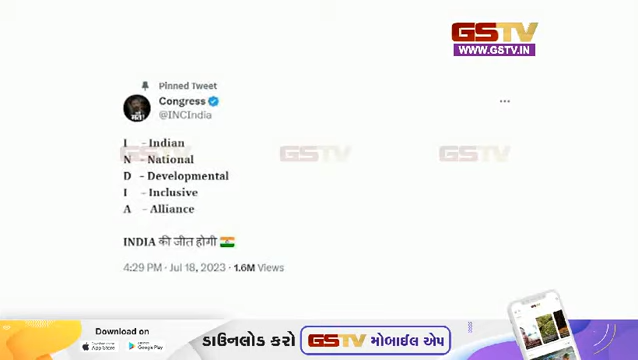 GSTV
WWW.GSTV.IN
Pinned Tweet
Congress
@INCIndia
I - Indian
N - National
D - Developmental
I - Inclusive
A - Alliance
GSTV GSTV GSTV
INDIA की जीत होगी
4:29 PM · Jul 18, 2023 · 1.6M Views
Download on
App Store Google Play
ડાઉનલોડ કરો GSTV મોબાઈલ એપ